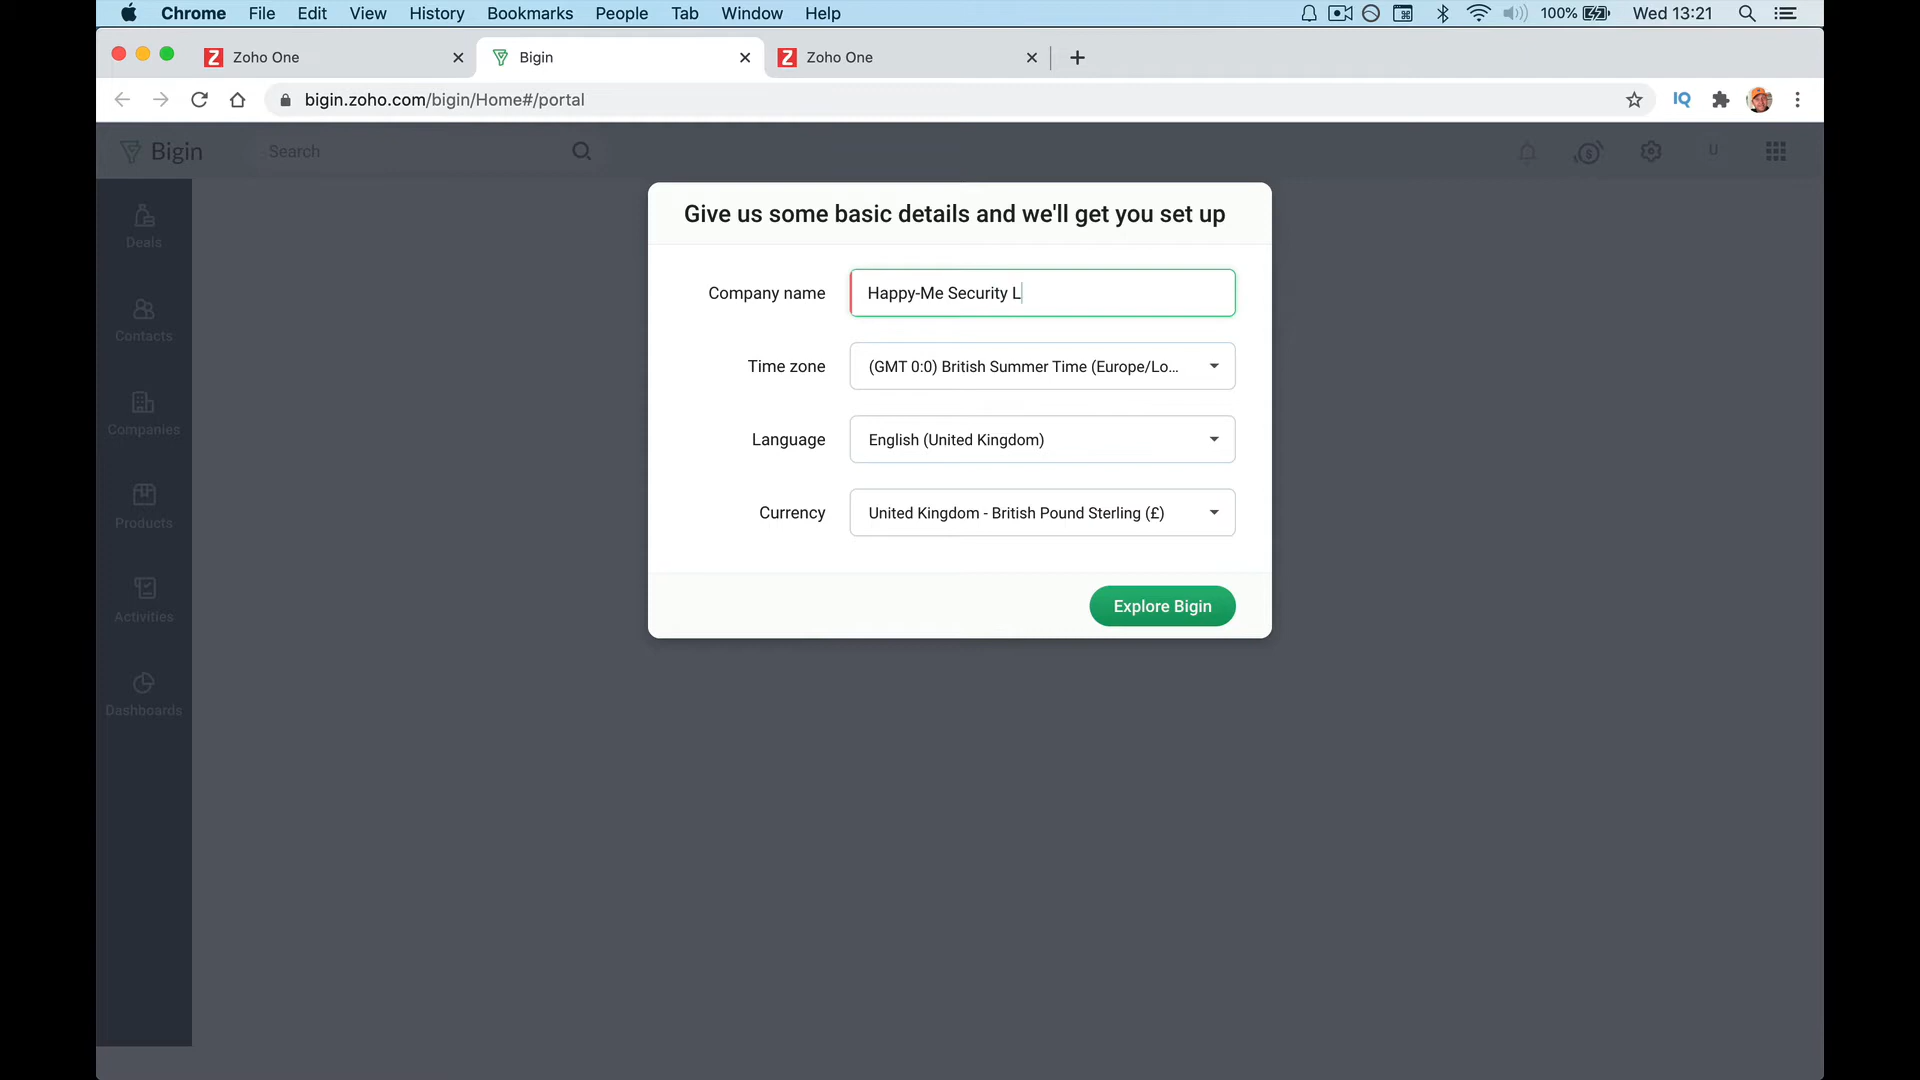 Chrome File Edit View History Bookmarks People Tab Window Help 100% Wed 13:21
Zoho One Bigin Zoho One
bigin.zoho.com/bigin/Home#/portal IQ
Bigin Search U
Deals
Contacts
Companies
Products
Activities
Dashboards
Give us some basic details and we'll get you set up
Company name Happy-Me Security L
Time zone (GMT 0:0) British Summer Time (Europe/Lo...
Language English (United Kingdom)
Currency United Kingdom - British Pound Sterling (£)
Explore Bigin